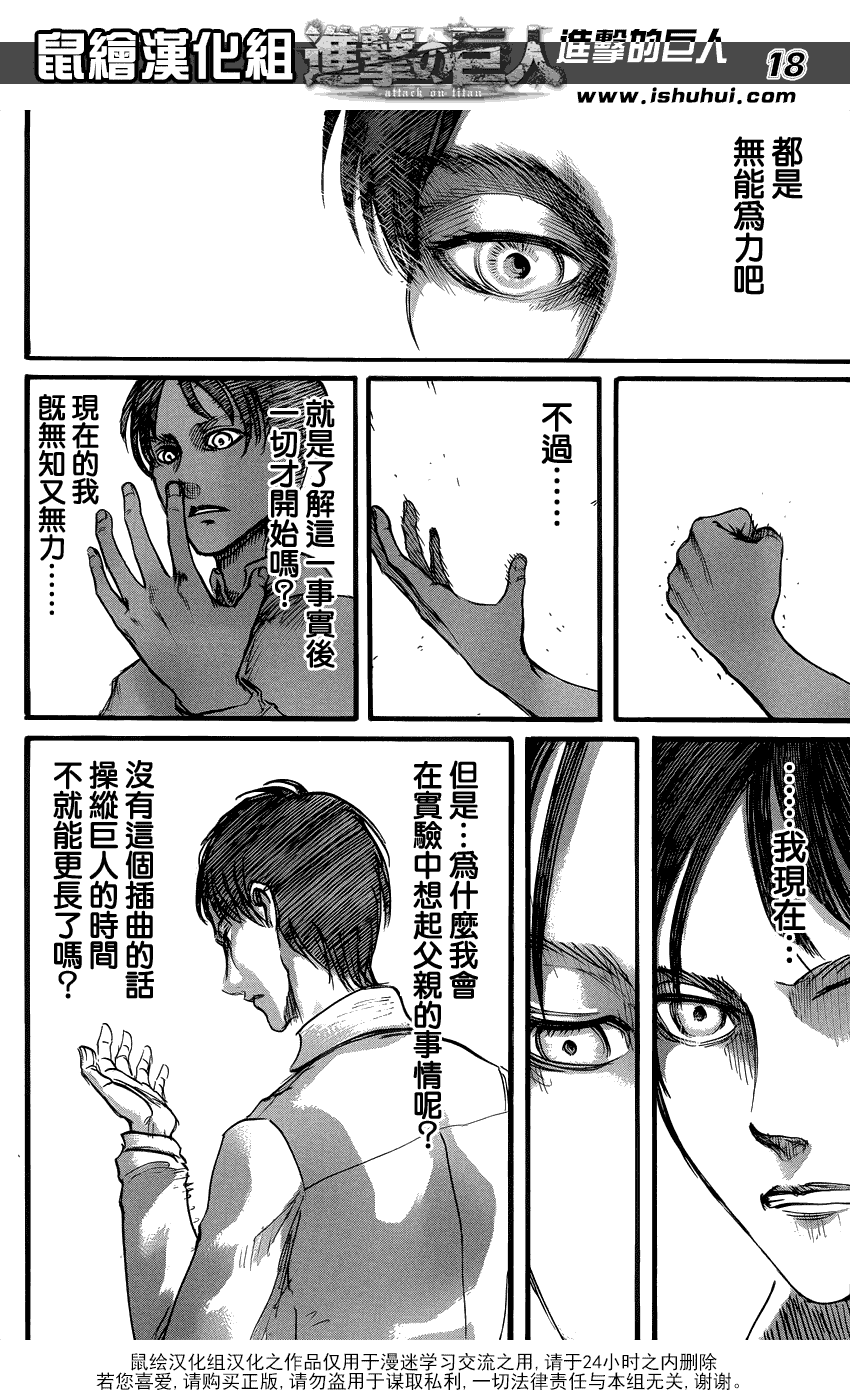 鼠繪漢化組
進撃の巨人
attack on titan
進擊的巨人
18
www.ishuhui.com
都是
無能爲力吧
不過……
就是了解這一事實後
一切才開始嗎？
現在的我
既無知又無力……
……我現在…
但是…爲什麼我會
在實驗中想起父親的事情呢？
沒有這個插曲的話
操縱巨人的時間
不就能更長了嗎？
鼠绘汉化组汉化之作品仅用于漫迷学习交流之用, 请于24小时之内删除
若您喜爱, 请购买正版, 请勿用于谋取私利, 一切法律责任与本组无关, 谢谢。